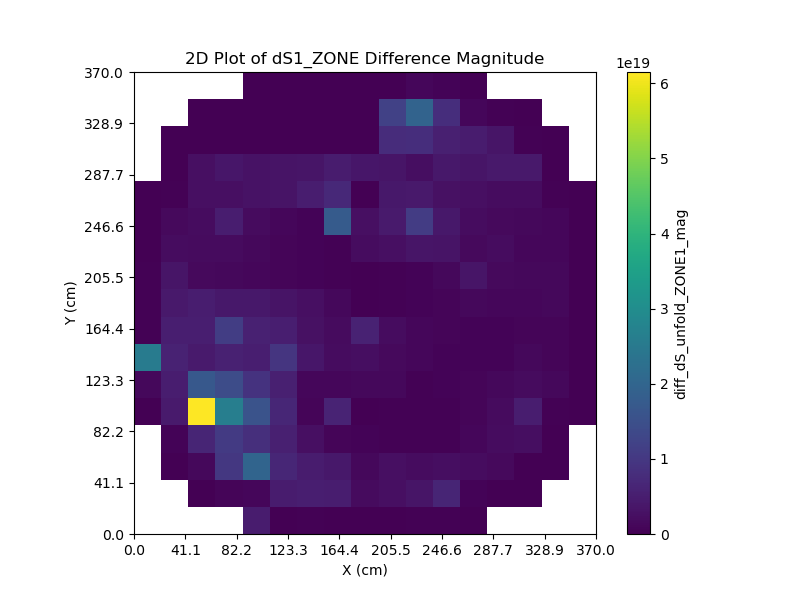 2D Plot of dS1_ZONE Difference Magnitude
1e19
370.0
328.9
287.7
246.6
205.5
164.4
123.3
82.2
41.1
0.0
Y (cm)
0.0 41.1 82.2 123.3 164.4 205.5 246.6 287.7 328.9 370.0
X (cm)
6
5
4
3
2
1
0
diff_dS_unfold_ZONE1_mag